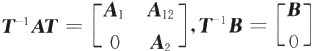 T⁻¹AT = [A₁ A₁₂; 0 A₂], T⁻¹B = [B; 0]